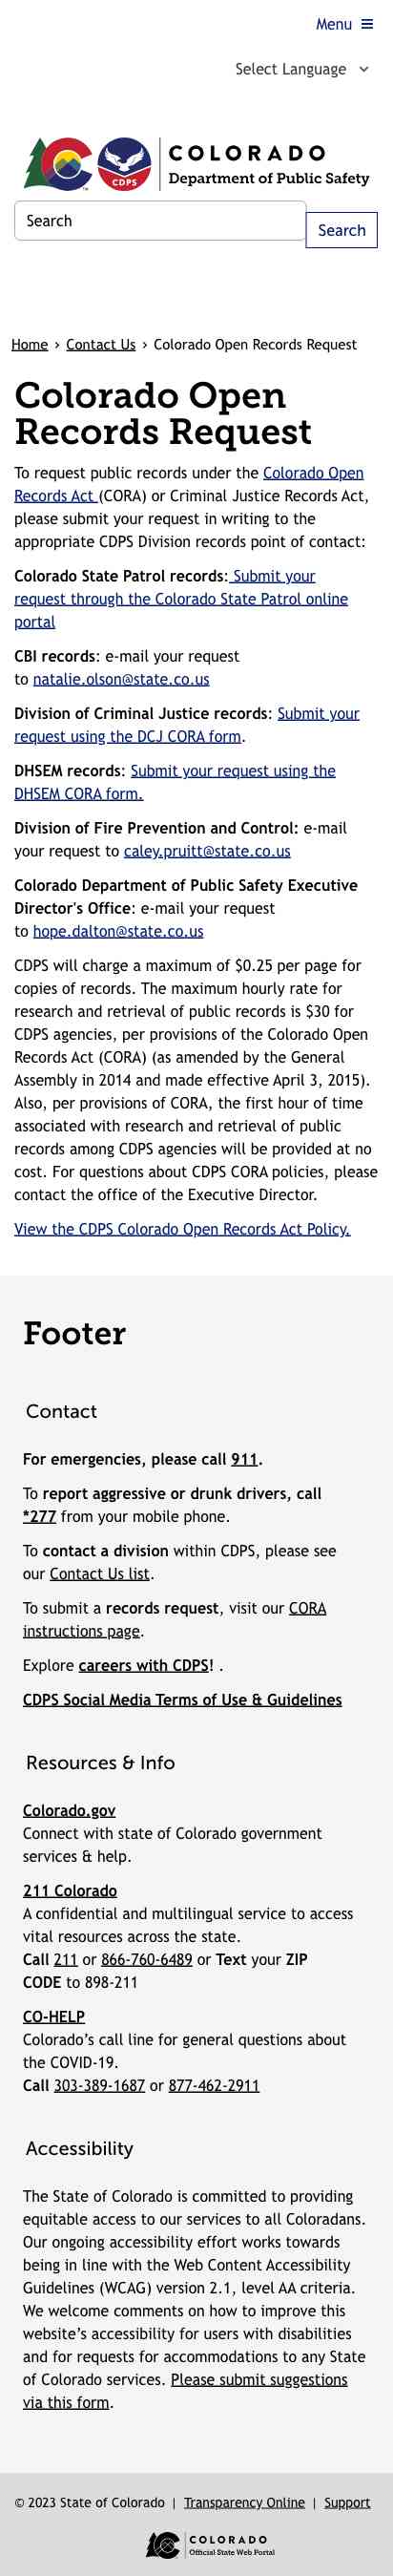 Menu
Select Language
CDPS
COLORADO
Department of Public Safety
Search
Search
Home › Contact Us › Colorado Open Records Request
Colorado Open
Records Request
To request public records under the Colorado Open
Records Act (CORA) or Criminal Justice Records Act,
please submit your request in writing to the
appropriate CDPS Division records point of contact:
Colorado State Patrol records: Submit your
request through the Colorado State Patrol online
portal
CBI records: e-mail your request
to natalie.olson@state.co.us
Division of Criminal Justice records: Submit your
request using the DCJ CORA form.
DHSEM records: Submit your request using the
DHSEM CORA form.
Division of Fire Prevention and Control: e-mail
your request to caley.pruitt@state.co.us
Colorado Department of Public Safety Executive
Director's Office: e-mail your request
to hope.dalton@state.co.us
CDPS will charge a maximum of $0.25 per page for
copies of records. The maximum hourly rate for
research and retrieval of public records is $30 for
CDPS agencies, per provisions of the Colorado Open
Records Act (CORA) (as amended by the General
Assembly in 2014 and made effective April 3, 2015).
Also, per provisions of CORA, the first hour of time
associated with research and retrieval of public
records among CDPS agencies will be provided at no
cost. For questions about CDPS CORA policies, please
contact the office of the Executive Director.
View the CDPS Colorado Open Records Act Policy.
Footer
Contact
For emergencies, please call 911.
To report aggressive or drunk drivers, call
*277 from your mobile phone.
To contact a division within CDPS, please see
our Contact Us list.
To submit a records request, visit our CORA
instructions page.
Explore careers with CDPS! .
CDPS Social Media Terms of Use & Guidelines
Resources & Info
Colorado.gov
Connect with state of Colorado government
services & help.
211 Colorado
A confidential and multilingual service to access
vital resources across the state.
Call 211 or 866-760-6489 or Text your ZIP
CODE to 898-211
CO-HELP
Colorado’s call line for general questions about
the COVID-19.
Call 303-389-1687 or 877-462-2911
Accessibility
The State of Colorado is committed to providing
equitable access to our services to all Coloradans.
Our ongoing accessibility effort works towards
being in line with the Web Content Accessibility
Guidelines (WCAG) version 2.1, level AA criteria.
We welcome comments on how to improve this
website’s accessibility for users with disabilities
and for requests for accommodations to any State
of Colorado services. Please submit suggestions
via this form.
© 2023 State of Colorado | Transparency Online | Support
COLORADO
Official State Web Portal